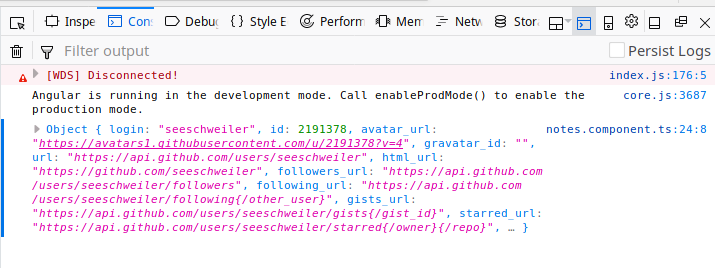 Inspe Cons Debug Style E Perform Mem Netw Stora
Filter output Persist Logs
[WDS] Disconnected! index.js:176:5
Angular is running in the development mode. Call enableProdMode() to enable the core.js:3687
production mode.
Object { login: "seeschweiler", id: 2191378, avatar_url: notes.component.ts:24:8
"https://avatars1.githubusercontent.com/u/2191378?v=4", gravatar_id: "",
url: "https://api.github.com/users/seeschweiler", html_url:
"https://github.com/seeschweiler", followers_url: "https://api.github.com
/users/seeschweiler/followers", following_url: "https://api.github.com
/users/seeschweiler/following{/other_user}", gists_url:
"https://api.github.com/users/seeschweiler/gists{/gist_id}", starred_url:
"https://api.github.com/users/seeschweiler/starred{/owner}{/repo}", … }